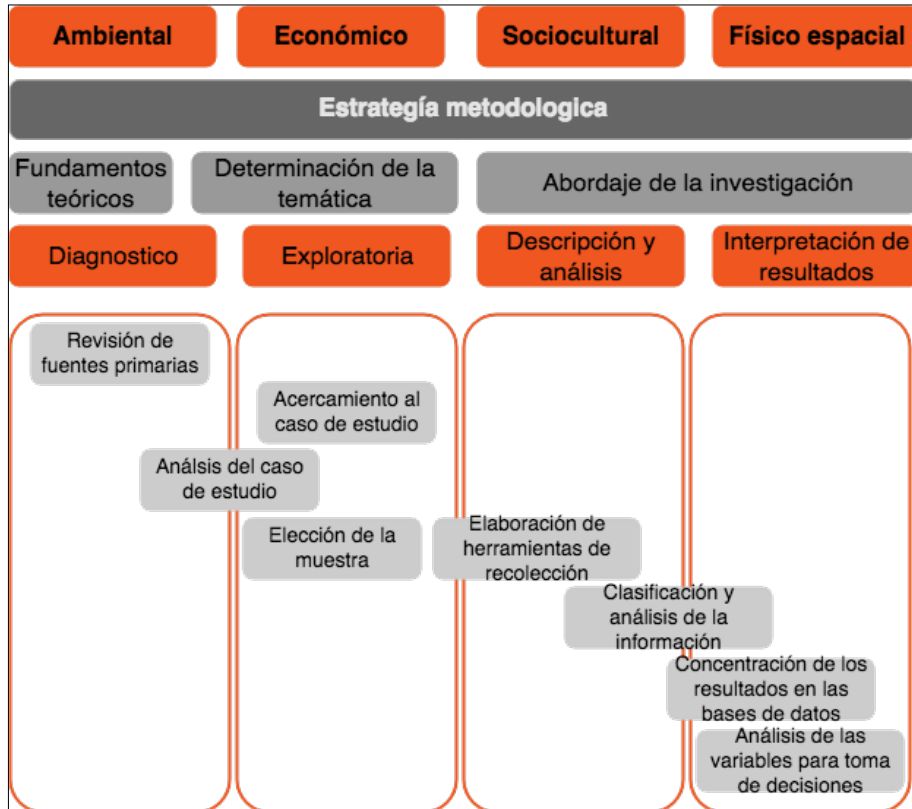 Ambiental
Económico
Sociocultural
Físico espacial
Estrategía metodologica
Fundamentos
teóricos
Determinación de la
temática
Abordaje de la investigación
Diagnostico
Exploratoria
Descripción y
análisis
Interpretación de
resultados
Revisión de
fuentes primarias
Acercamiento al
caso de estudio
Análsis del caso
de estudio
Elección de la
muestra
Elaboración de
herramientas de
recolección
Clasificación y
análisis de la
información
Concentración de los
resultados en las
bases de datos
Análisis de las
variables para toma
de decisiones